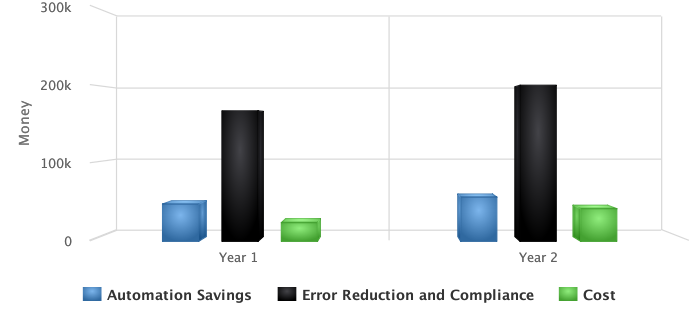 300k
200k
Money
100k
0
Year 1 Year 2
Automation Savings Error Reduction and Compliance Cost